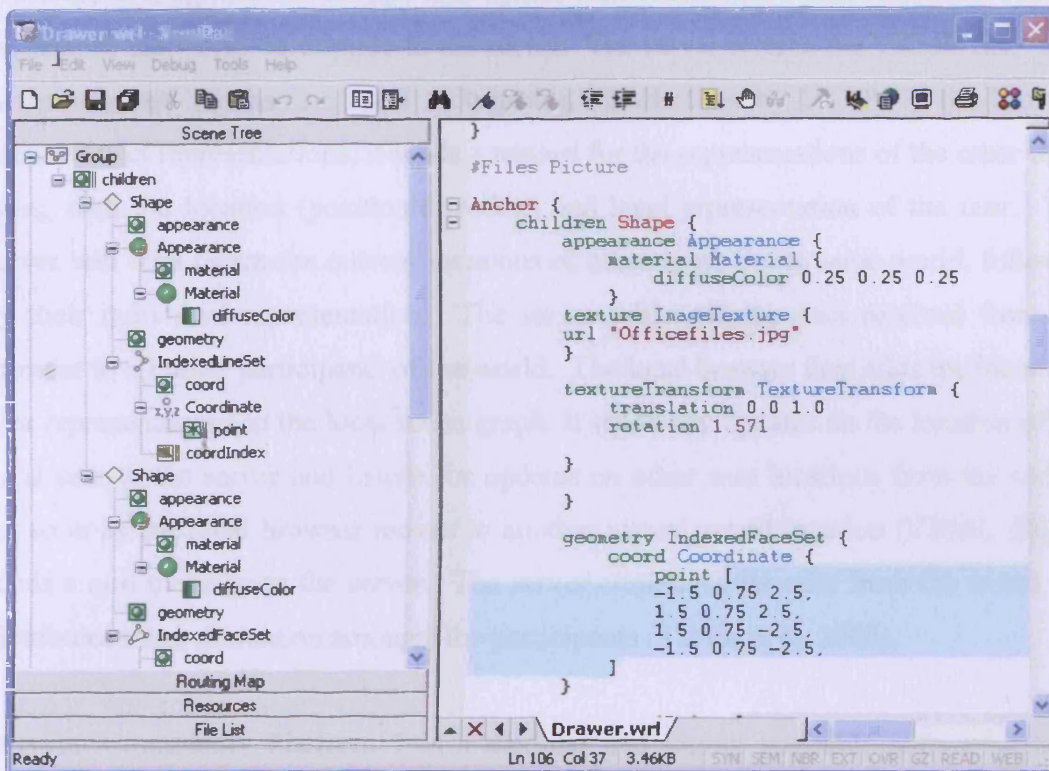 Drawer.wrl - VrmlPad
File Edit View Debug Tools Help
Scene Tree
Group
children
Shape
appearance
Appearance
material
Material
diffuseColor
geometry
IndexedLineSet
coord
x,y,z Coordinate
point
coordIndex
Shape
appearance
Appearance
material
Material
diffuseColor
geometry
IndexedFaceSet
coord
Routing Map
Resources
File List
}
#Files Picture
Anchor {
children Shape {
appearance Appearance {
material Material {
diffuseColor 0.25 0.25 0.25
}
texture ImageTexture {
url "Officefiles.jpg"
}
textureTransform TextureTransform {
translation 0.0 1.0
rotation 1.571
}
}
geometry IndexedFaceSet {
coord Coordinate {
point [
-1.5 0.75 2.5,
1.5 0.75 2.5,
1.5 0.75 -2.5,
-1.5 0.75 -2.5,
]
}
Drawer.wrl
Ready
Ln 106 Col 37 3.46KB
SYN SEM NBR EXT OVR GZ READ WEB